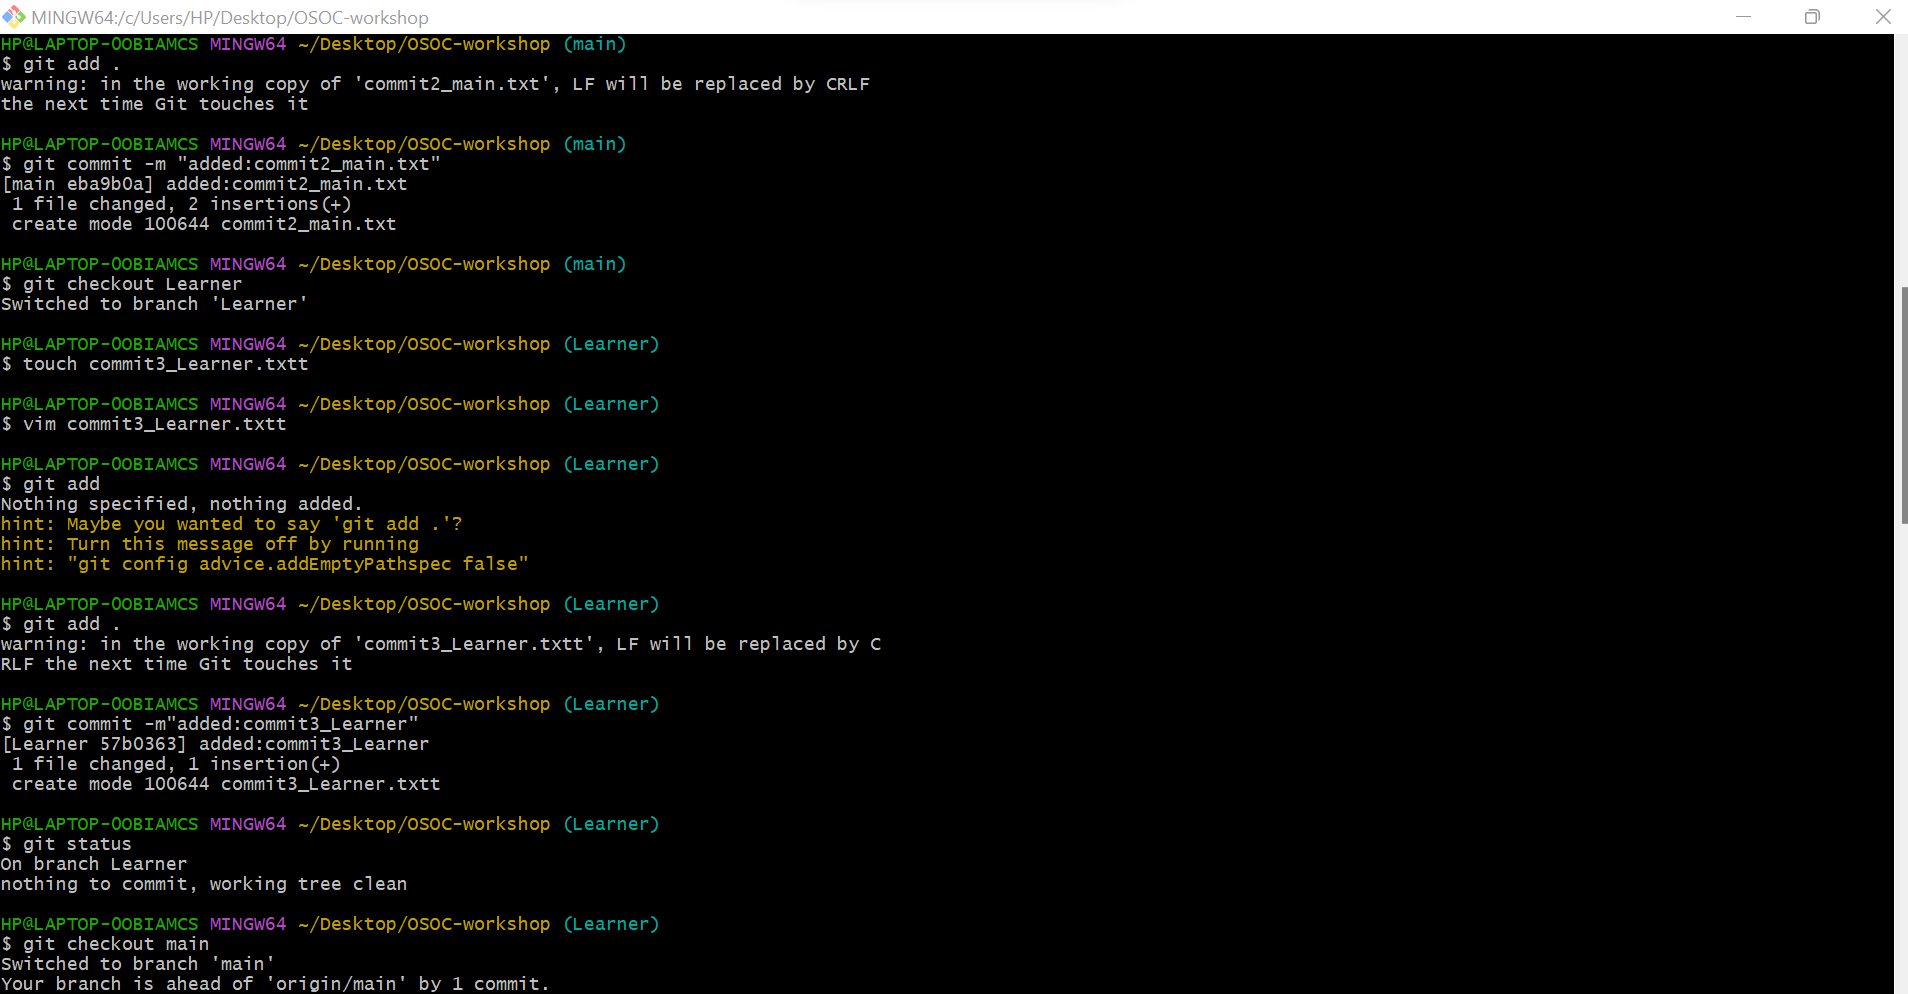 MINGW64:/c/Users/HP/Desktop/OSOC-workshop
HP@LAPTOP-OOBIAMCS MINGW64 ~/Desktop/OSOC-workshop (main)
$ git add .
warning: in the working copy of 'commit2_main.txt', LF will be replaced by CRLF
the next time Git touches it
HP@LAPTOP-OOBIAMCS MINGW64 ~/Desktop/OSOC-workshop (main)
$ git commit -m "added:commit2_main.txt"
[main eba9b0a] added:commit2_main.txt
 1 file changed, 2 insertions(+)
 create mode 100644 commit2_main.txt
HP@LAPTOP-OOBIAMCS MINGW64 ~/Desktop/OSOC-workshop (main)
$ git checkout Learner
Switched to branch 'Learner'
HP@LAPTOP-OOBIAMCS MINGW64 ~/Desktop/OSOC-workshop (Learner)
$ touch commit3_Learner.txtt
HP@LAPTOP-OOBIAMCS MINGW64 ~/Desktop/OSOC-workshop (Learner)
$ vim commit3_Learner.txtt
HP@LAPTOP-OOBIAMCS MINGW64 ~/Desktop/OSOC-workshop (Learner)
$ git add
Nothing specified, nothing added.
hint: Maybe you wanted to say 'git add .'?
hint: Turn this message off by running
hint: "git config advice.addEmptyPathspec false"
HP@LAPTOP-OOBIAMCS MINGW64 ~/Desktop/OSOC-workshop (Learner)
$ git add .
warning: in the working copy of 'commit3_Learner.txtt', LF will be replaced by C
RLF the next time Git touches it
HP@LAPTOP-OOBIAMCS MINGW64 ~/Desktop/OSOC-workshop (Learner)
$ git commit -m"added:commit3_Learner"
[Learner 57b0363] added:commit3_Learner
 1 file changed, 1 insertion(+)
 create mode 100644 commit3_Learner.txtt
HP@LAPTOP-OOBIAMCS MINGW64 ~/Desktop/OSOC-workshop (Learner)
$ git status
On branch Learner
nothing to commit, working tree clean
HP@LAPTOP-OOBIAMCS MINGW64 ~/Desktop/OSOC-workshop (Learner)
$ git checkout main
Switched to branch 'main'
Your branch is ahead of 'origin/main' by 1 commit.